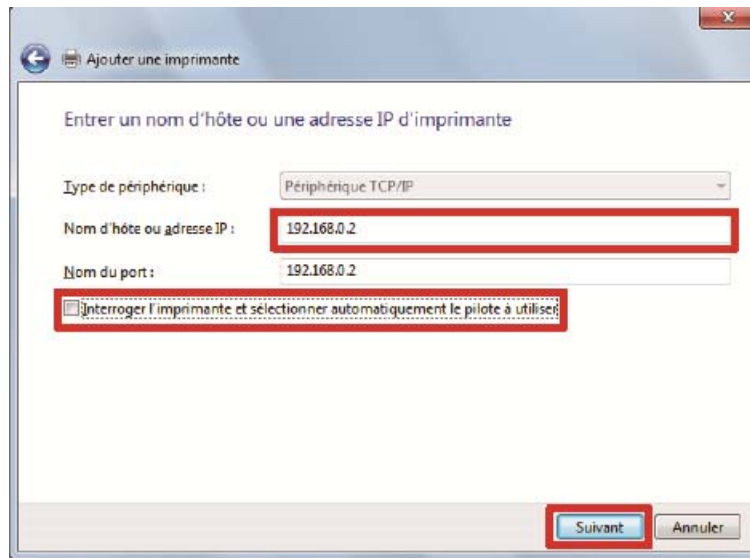 Ajouter une imprimante
Entrer un nom d'hôte ou une adresse IP d'imprimante
Type de périphérique : Périphérique TCP/IP
Nom d'hôte ou adresse IP : 192.168.0.2
Nom du port : 192.168.0.2
Interroger l'imprimante et sélectionner automatiquement le pilote à utiliser
Suivant Annuler